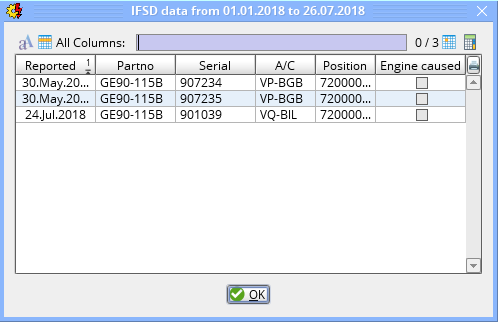 IFSD data from 01.01.2018 to 26.07.2018
All Columns: 0 / 3
Reported 1 Partno Serial A/C Position Engine caused
30.May.20... GE90-115B 907234 VP-BGB 720000...
30.May.20... GE90-115B 907235 VP-BGB 720000...
24.Jul.2018 GE90-115B 901039 VQ-BIL 720000...
OK